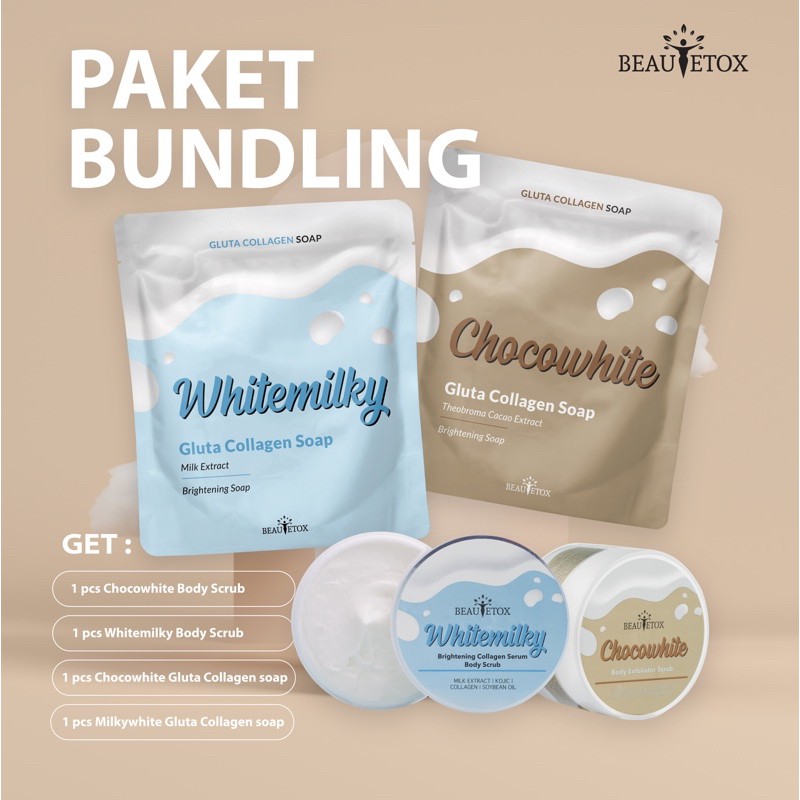 PAKET
BUNDLING
BEAUTETOX
GLUTA COLLAGEN SOAP
Whitemilky
Gluta Collagen Soap
Milk Extract
Brightening Soap
BEAUTETOX
GLUTA COLLAGEN SOAP
Chocowhite
Gluta Collagen Soap
Theobroma Cacao Extract
Brightening Soap
BEAUTETOX
GET :
1 pcs Chocowhite Body Scrub
1 pcs Whitemilky Body Scrub
1 pcs Chocowhite Gluta Collagen soap
1 pcs Milkywhite Gluta Collagen soap
BEAUTETOX
Whitemilky
Brightening Collagen Serum
Body Scrub
MILK EXTRACT | KOJIC |
COLLAGEN | SOYBEAN OIL
BEAUTETOX
Chocowhite
Body Exfoliator Scrub